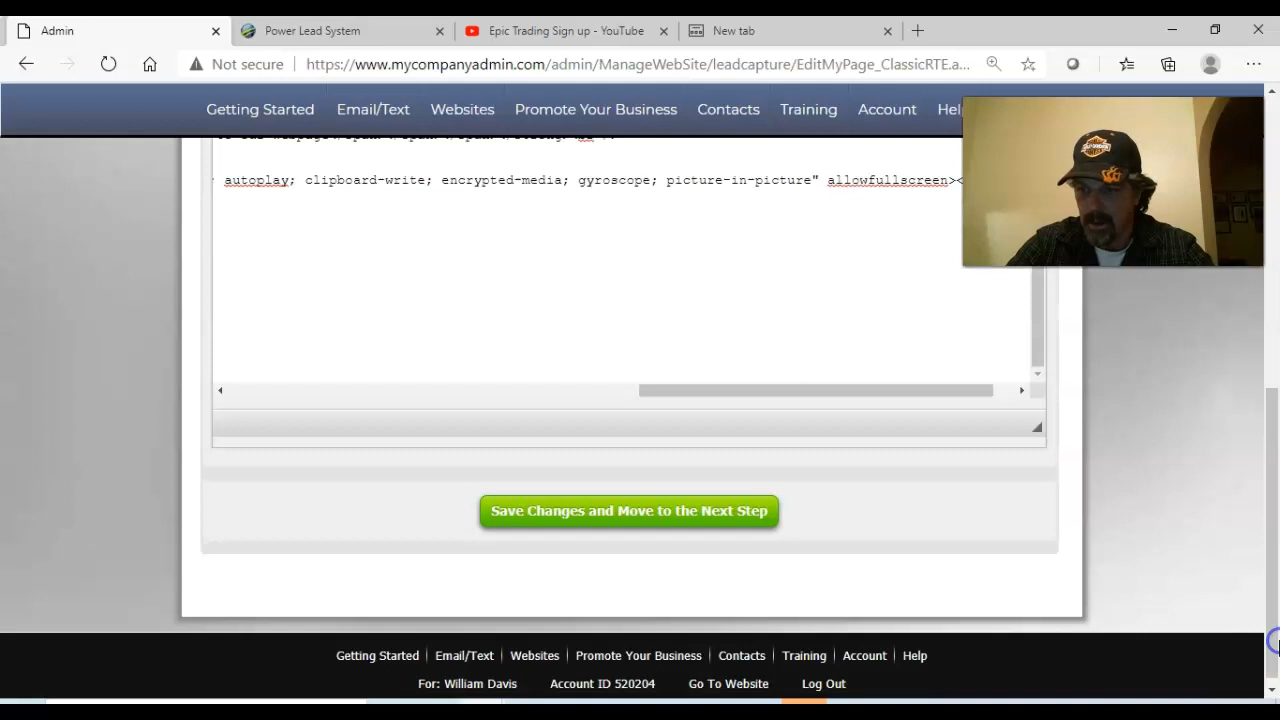 Admin
Power Lead System
Epic Trading Sign up - YouTube
New tab
Not secure
https://www.mycompanyadmin.com/admin/ManageWebSite/leadcapture/EditMyPage_ClassicRTE.a...
Getting Started Email/Text Websites Promote Your Business Contacts Training Account Hel
autoplay; clipboard-write; encrypted-media; gyroscope; picture-in-picture" allowfullscreen><
Save Changes and Move to the Next Step
Getting Started Email/Text Websites Promote Your Business Contacts Training Account Help
For: William Davis Account ID 520204 Go To Website Log Out